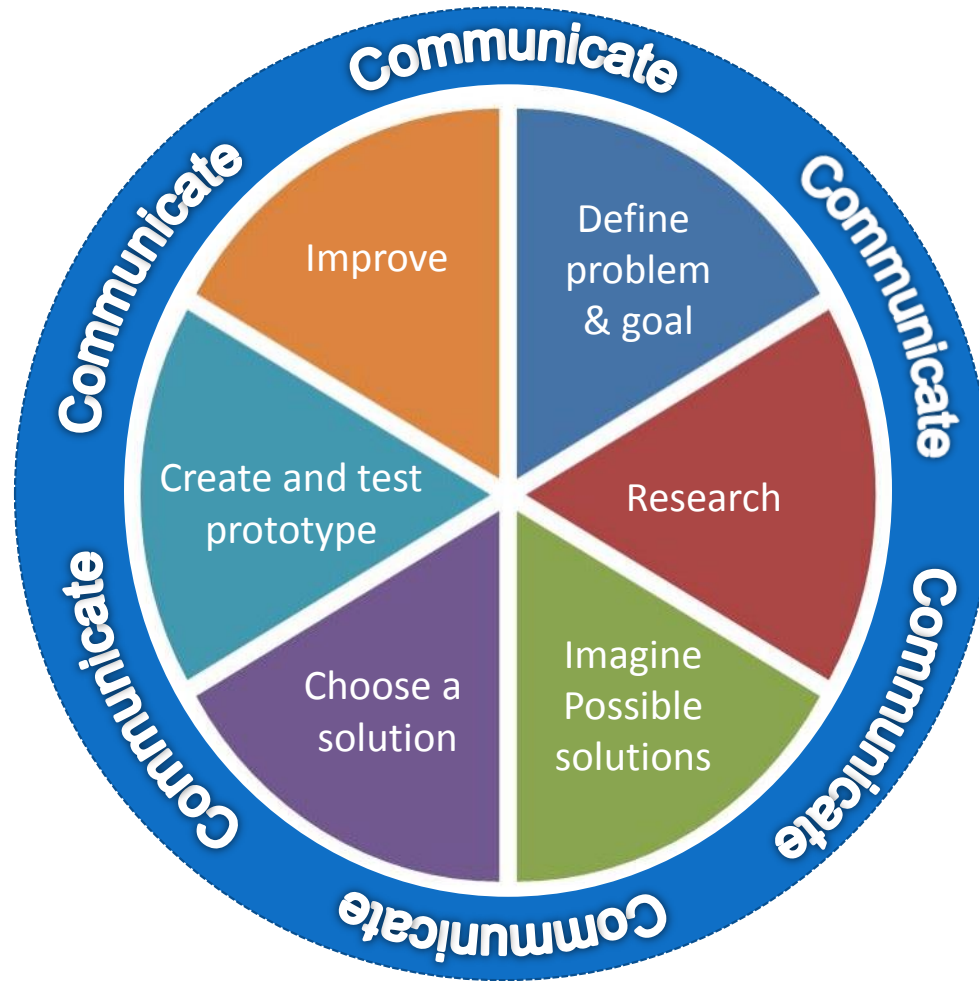 Communicate
Communicate
Communicate
Communicate
Communicate
Communicate
Define
problem
& goal
Research
Imagine
Possible
solutions
Choose a
solution
Create and test
prototype
Improve